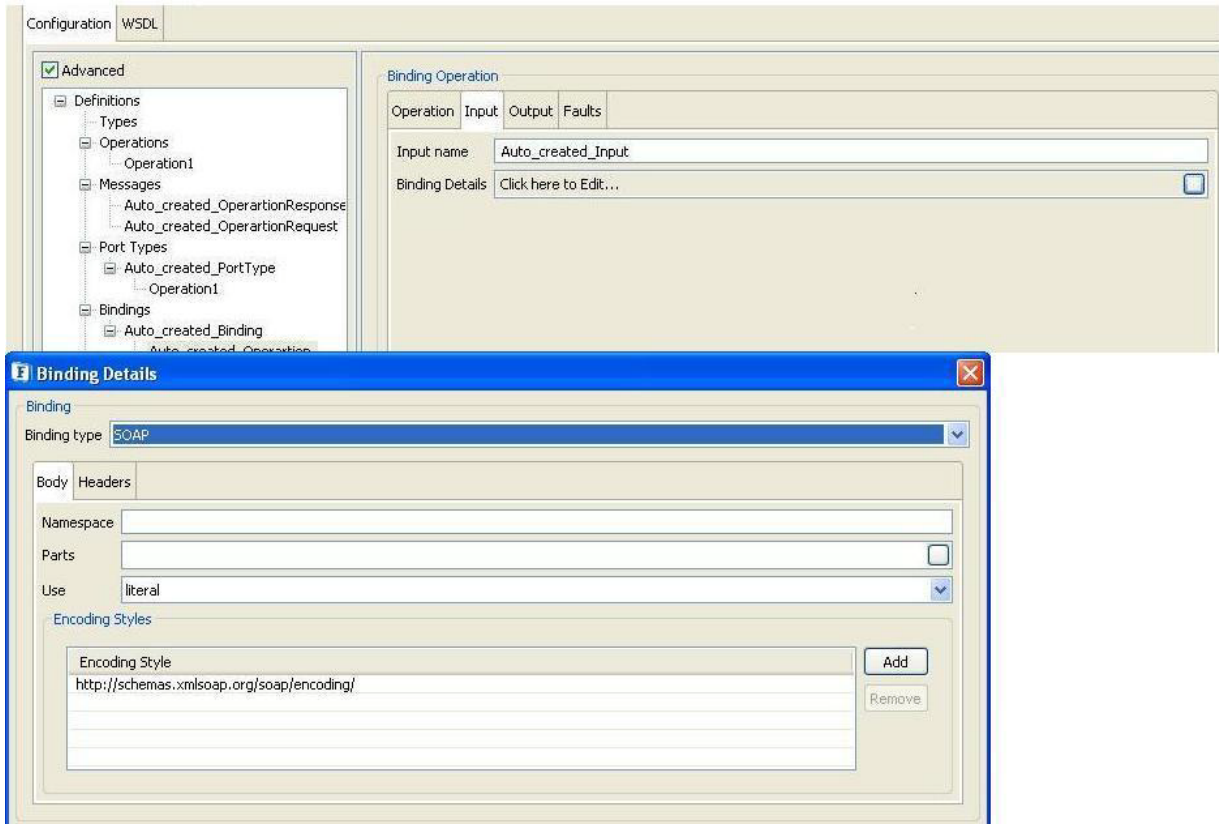 Configuration WSDL
Advanced
Definitions
Types
Operations
Operation1
Messages
Auto_created_OperartionResponse
Auto_created_OperartionRequest
Port Types
Auto_created_PortType
Operation1
Bindings
Auto_created_Binding
Auto_created_Operartion
Binding Operation
Operation Input Output Faults
Input name Auto_created_Input
Binding Details Click here to Edit...
Binding Details
Binding
Binding type SOAP
Body Headers
Namespace
Parts
Use literal
Encoding Styles
Encoding Style
http://schemas.xmlsoap.org/soap/encoding/
Add
Remove